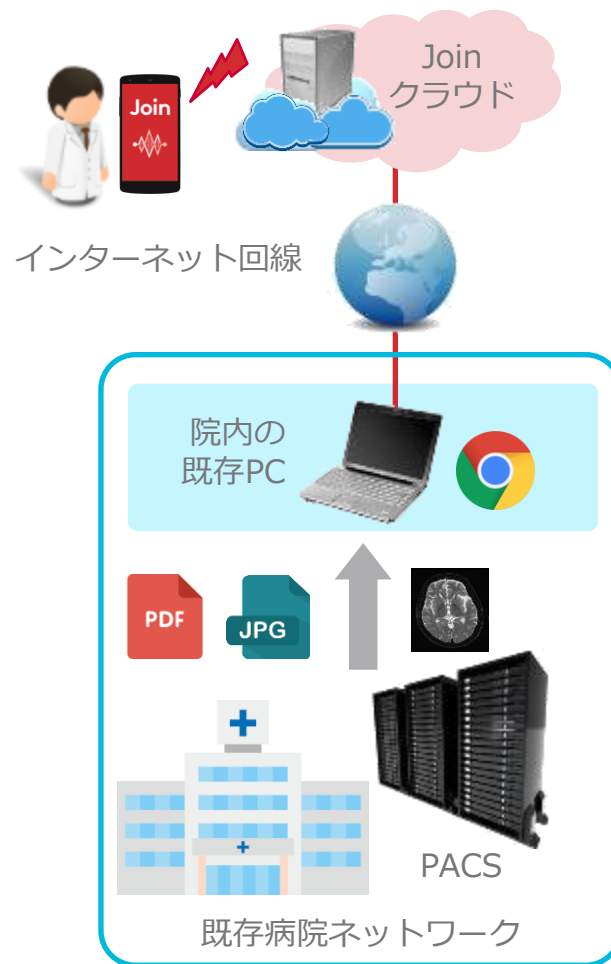 Join
クラウド
Join
インターネット回線
院内の
既存PC
PDF
JPG
PACS
既存病院ネットワーク